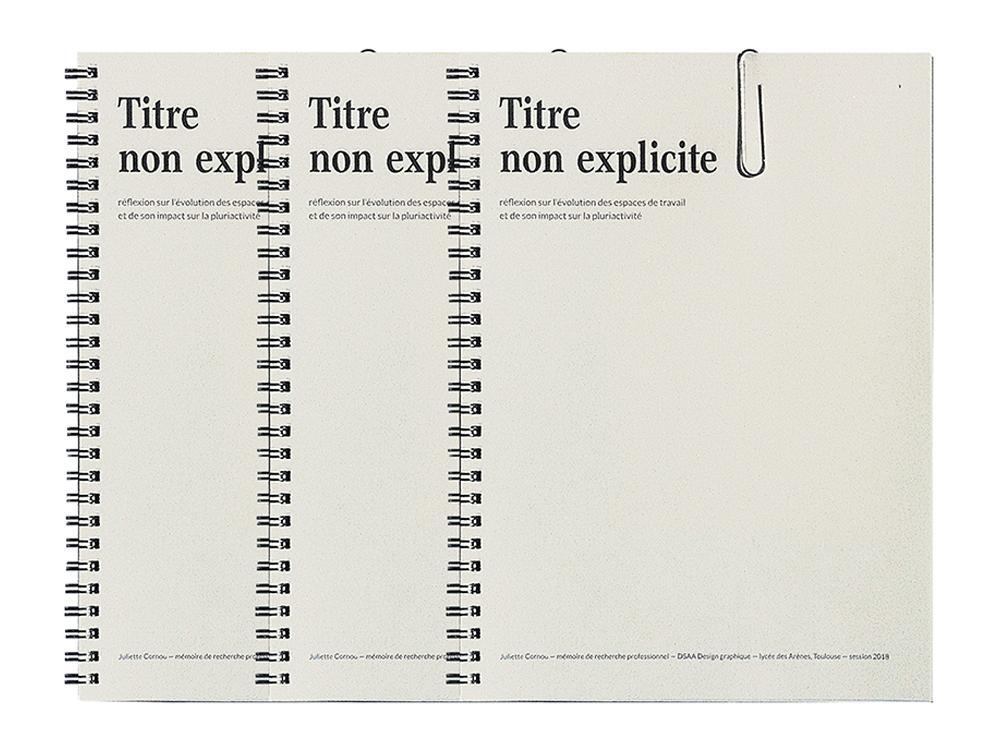 Titre
non expl
réflexion sur l'évolution des espaces
et de son impact sur la pluriactivité
Juliette Cornou – mémoire de recherche pro
Titre
non expl
réflexion sur l'évolution des espaces
et de son impact sur la pluriactivité
Juliette Cornou – mémoire de recherche pro
Titre
non explicite
réflexion sur l'évolution des espaces de travail
et de son impact sur la pluriactivité
Juliette Cornou – mémoire de recherche professionnel – DSAA Design graphique – lycée des Arènes, Toulouse – session 2018